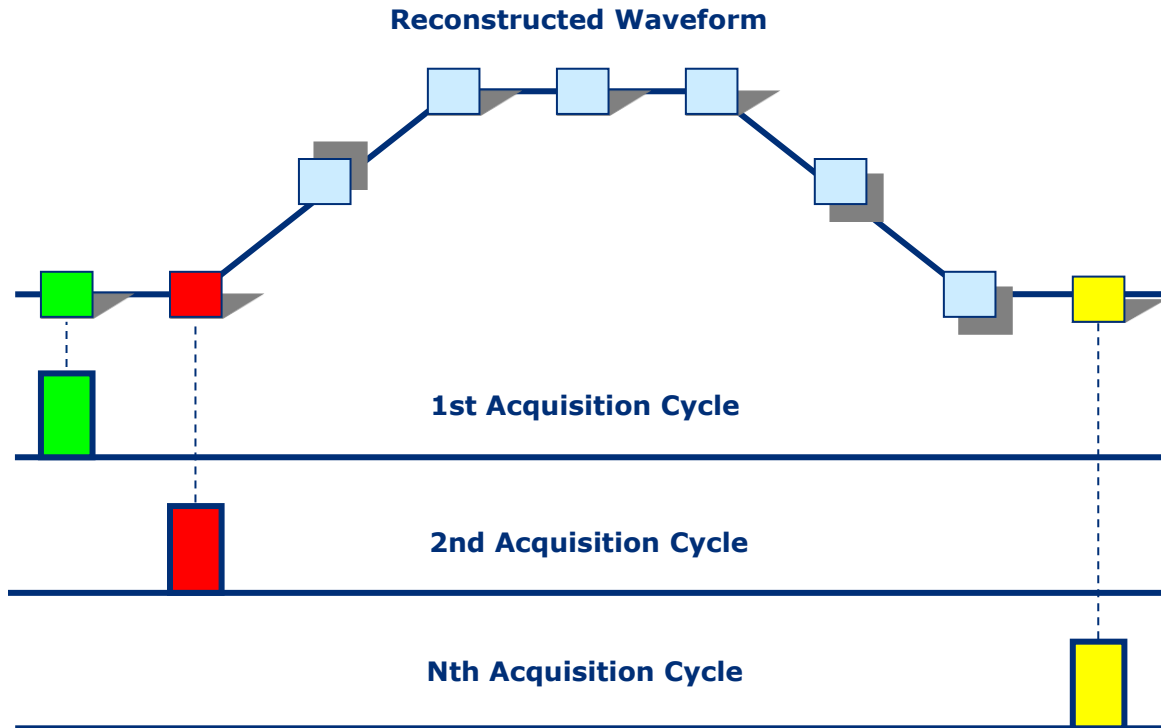 Reconstructed Waveform
1st Acquisition Cycle
2nd Acquisition Cycle
Nth Acquisition Cycle